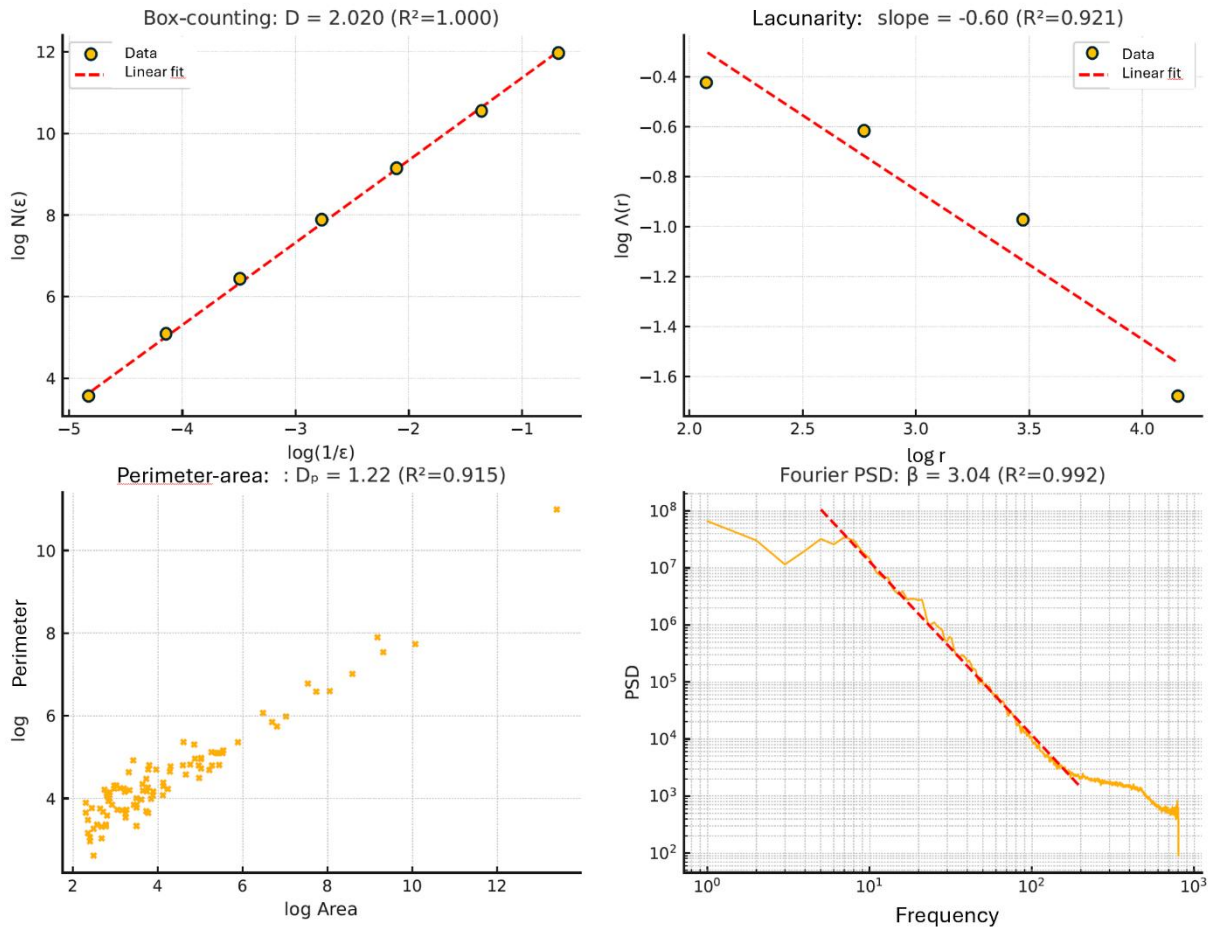 Box-counting: D = 2.020 (R²=1.000)
Data
Linear fit
12
10
8
6
4
log N(ε)
−5
−4
−3
−2
−1
log(1/ε)
Lacunarity: slope = -0.60 (R²=0.921)
Data
Linear fit
−0.4
−0.6
−0.8
−1.0
−1.2
−1.4
−1.6
log Λ(r)
2.0
2.5
3.0
3.5
4.0
log r
Perimeter-area: : Dₚ = 1.22 (R²=0.915)
10
8
6
4
log Perimeter
2
4
6
8
10
12
log Area
Fourier PSD: β = 3.04 (R²=0.992)
10⁸
10⁷
10⁶
10⁵
10⁴
10³
10²
PSD
10⁰
10¹
10²
10³
Frequency